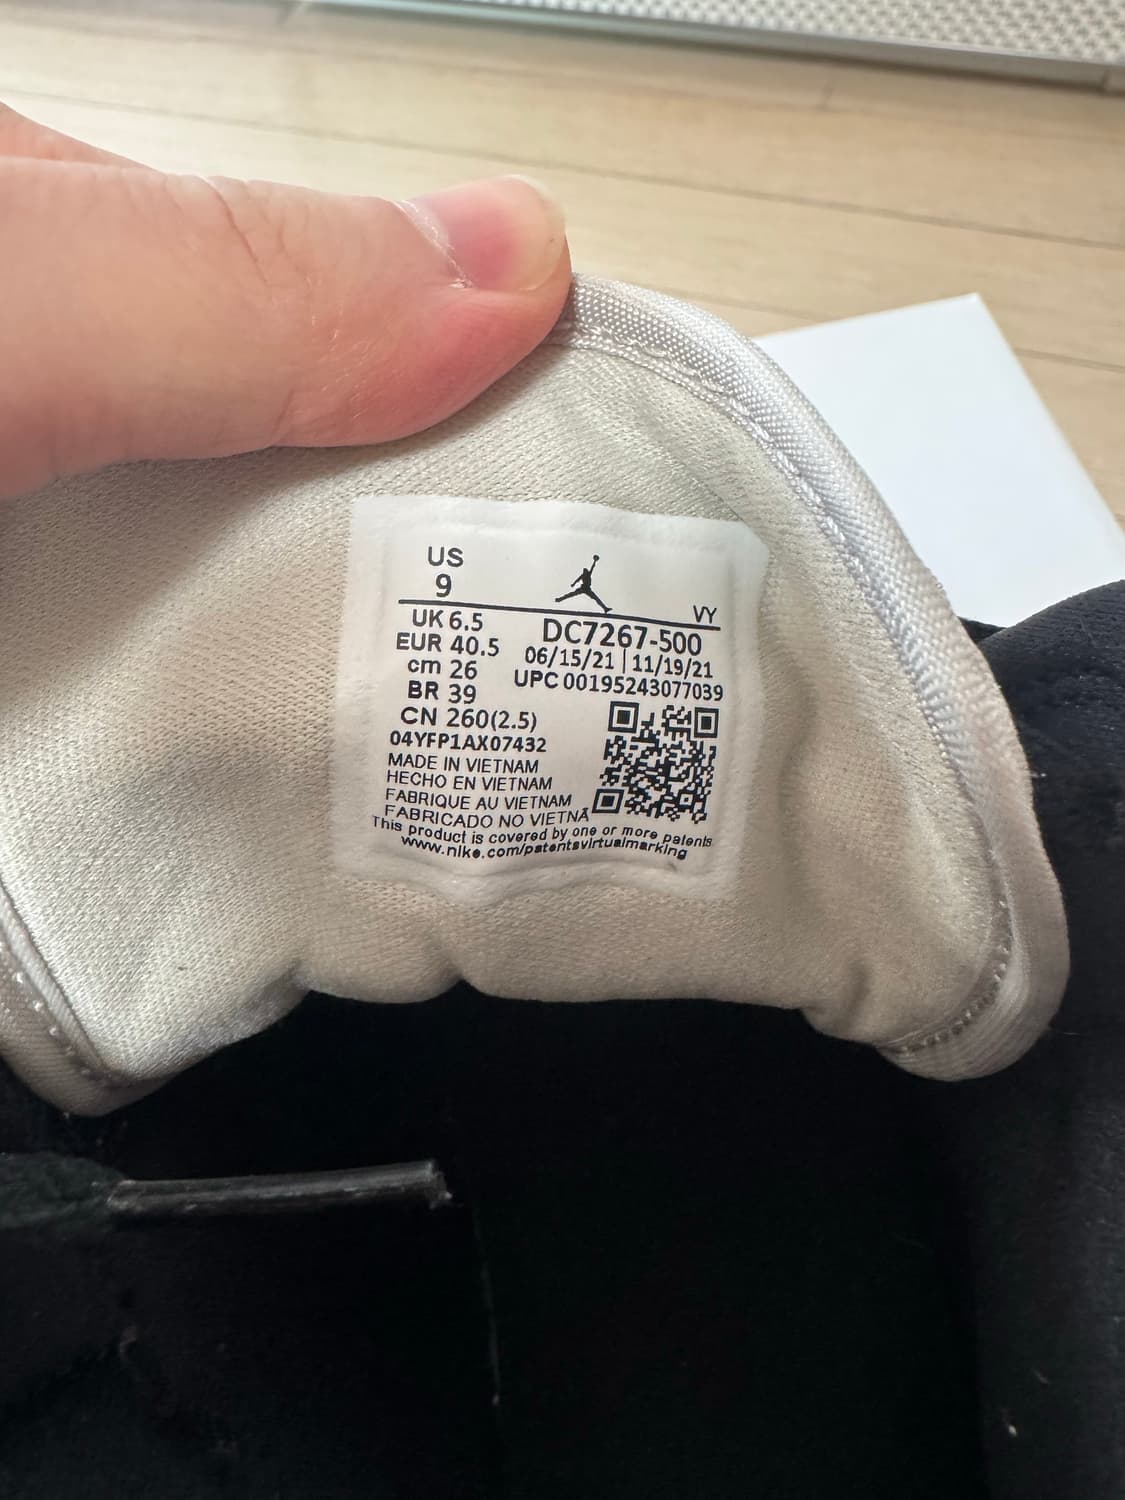 US
9
VY
UK 6.5
DC7267-500
EUR 40.5
06/15/21 | 11/19/21
cm 26
UPC 00195243077039
BR 39
CN 260(2.5)
04YFP1AX07432
MADE IN VIETNAM
HECHO EN VIETNAM
FABRIQUE AU VIETNAM
FABRICADO NO VIETNÃ
This product is covered by one or more patents
www.nike.com/patentsvirtualmarking